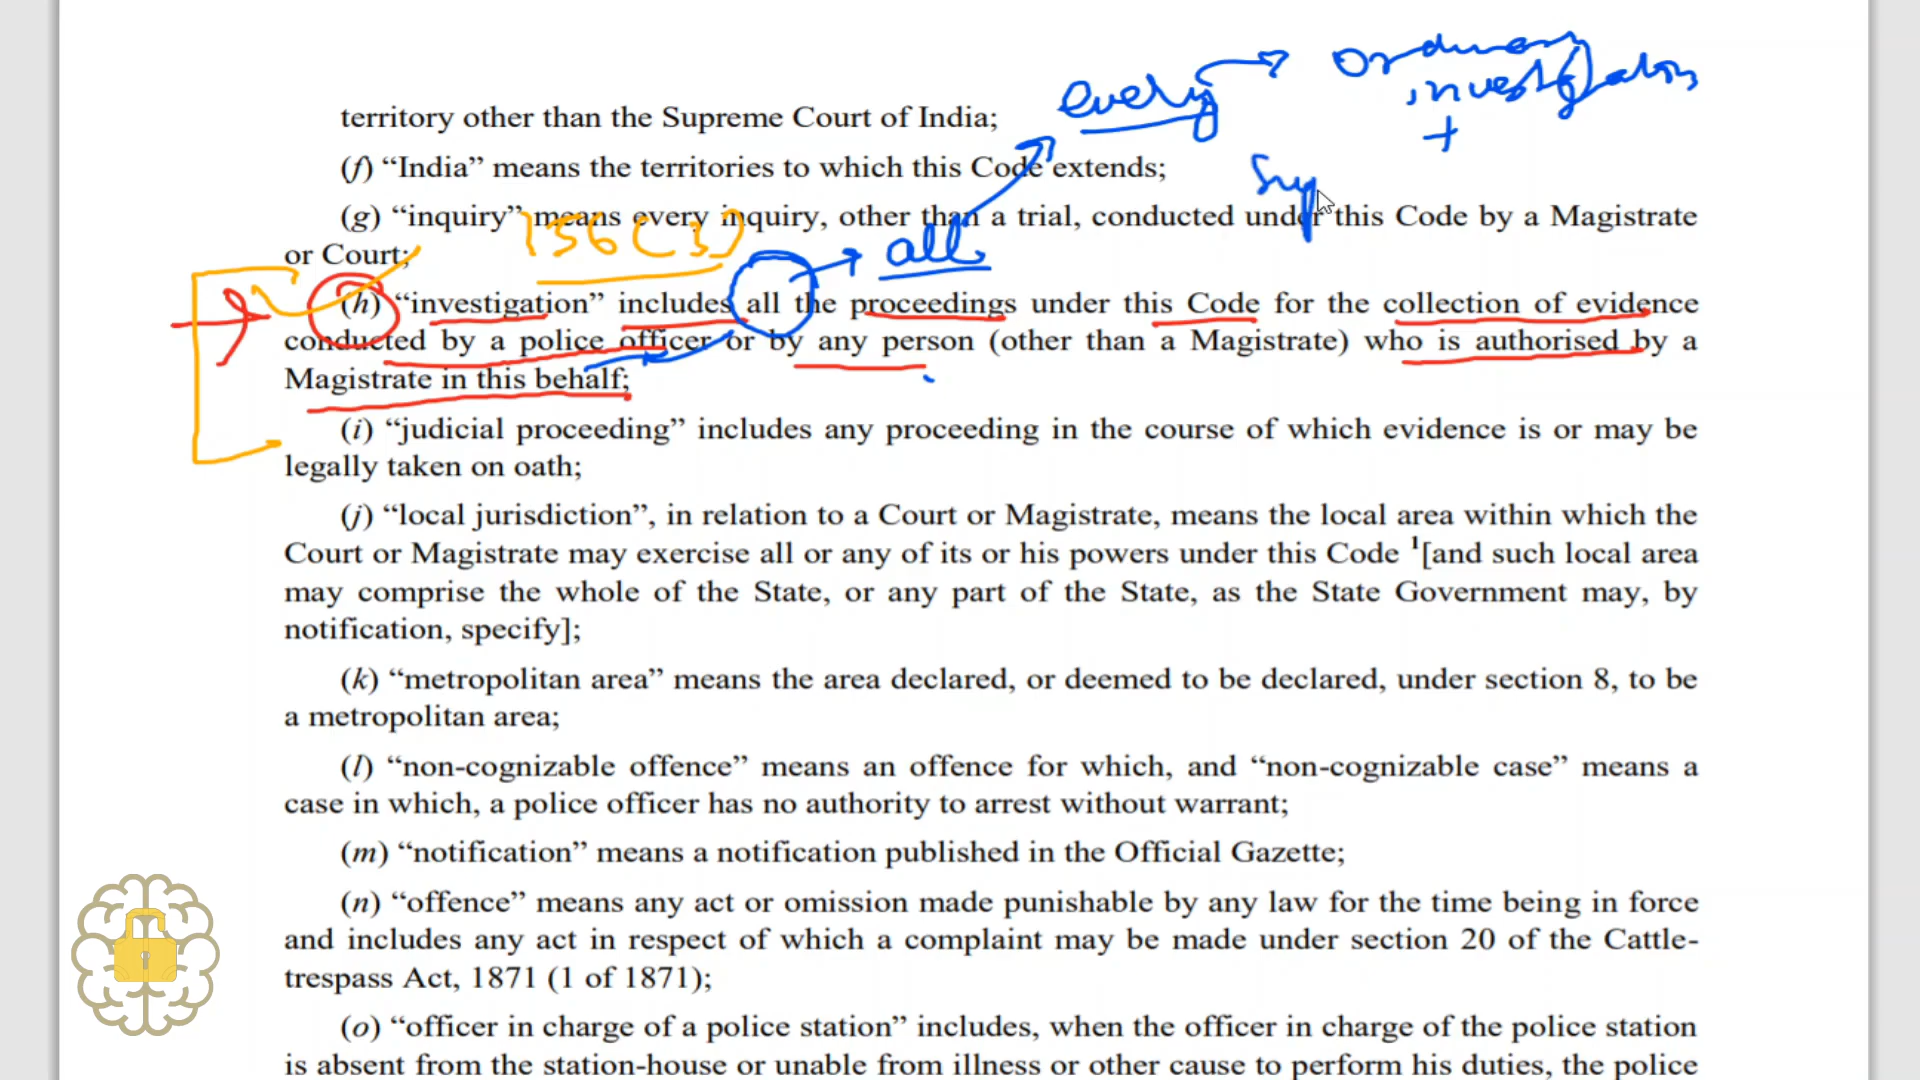 every → ordinary
investigation
+
territory other than the Supreme Court of India;
(f) “India” means the territories to which this Code extends;
Sup
(g) “inquiry” means every inquiry, other than a trial, conducted under this Code by a Magistrate
or Court;
156(3)
all
(h) “investigation” includes all the proceedings under this Code for the collection of evidence
conducted by a police officer or by any person (other than a Magistrate) who is authorised by a
Magistrate in this behalf;
(i) “judicial proceeding” includes any proceeding in the course of which evidence is or may be
legally taken on oath;
(j) “local jurisdiction”, in relation to a Court or Magistrate, means the local area within which the
Court or Magistrate may exercise all or any of its or his powers under this Code ¹[and such local area
may comprise the whole of the State, or any part of the State, as the State Government may, by
notification, specify];
(k) “metropolitan area” means the area declared, or deemed to be declared, under section 8, to be
a metropolitan area;
(l) “non-cognizable offence” means an offence for which, and “non-cognizable case” means a
case in which, a police officer has no authority to arrest without warrant;
(m) “notification” means a notification published in the Official Gazette;
(n) “offence” means any act or omission made punishable by any law for the time being in force
and includes any act in respect of which a complaint may be made under section 20 of the Cattle-
trespass Act, 1871 (1 of 1871);
(o) “officer in charge of a police station” includes, when the officer in charge of the police station
is absent from the station-house or unable from illness or other cause to perform his duties, the police